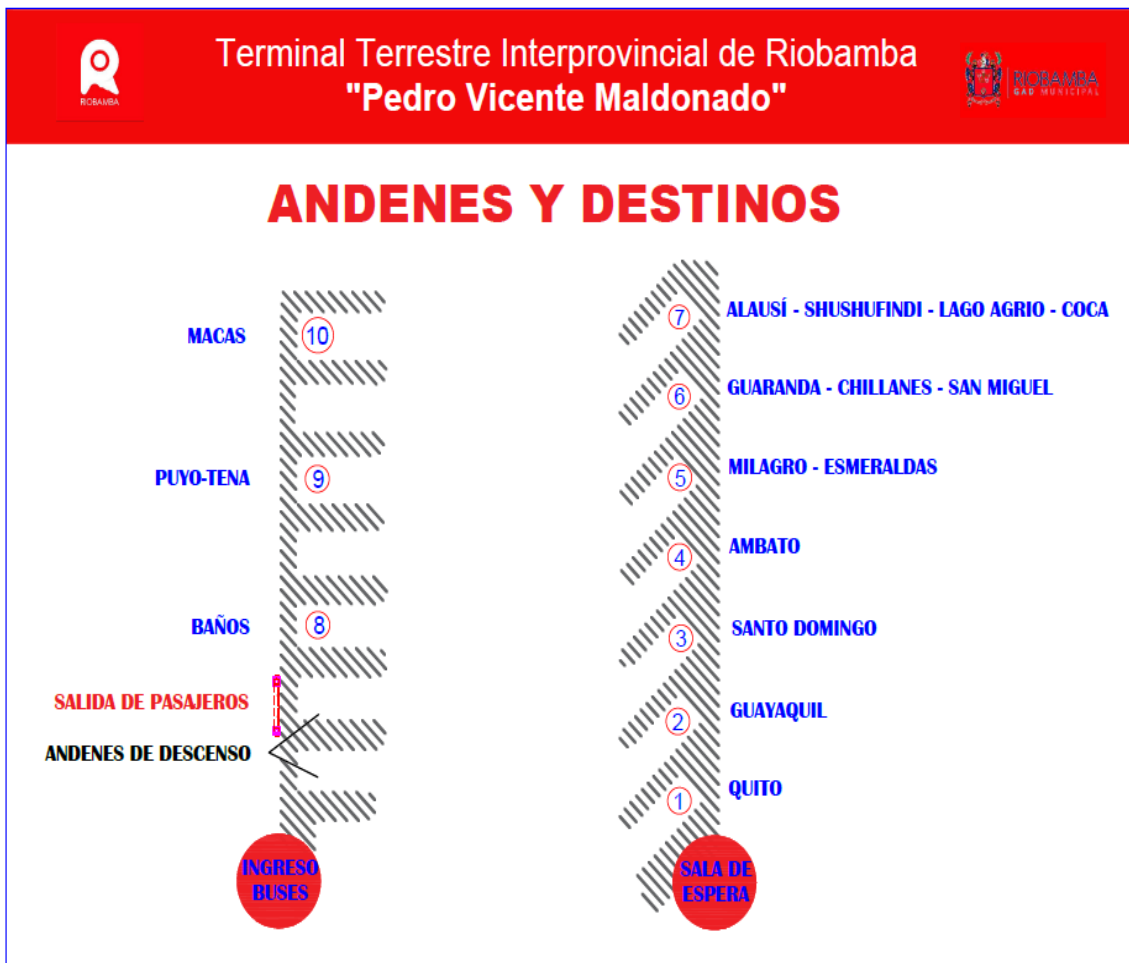 Terminal Terrestre Interprovincial de Riobamba
"Pedro Vicente Maldonado"
RIOBAMBA
RIOBAMBA
GAD MUNICIPAL
ANDENES Y DESTINOS
MACAS
10
PUYO-TENA
9
BAÑOS
8
SALIDA DE PASAJEROS
ANDENES DE DESCENSO
INGRESO
BUSES
7
ALAUSÍ - SHUSHUFINDI - LAGO AGRIO - COCA
6
GUARANDA - CHILLANES - SAN MIGUEL
5
MILAGRO - ESMERALDAS
4
AMBATO
3
SANTO DOMINGO
2
GUAYAQUIL
1
QUITO
SALA DE
ESPERA